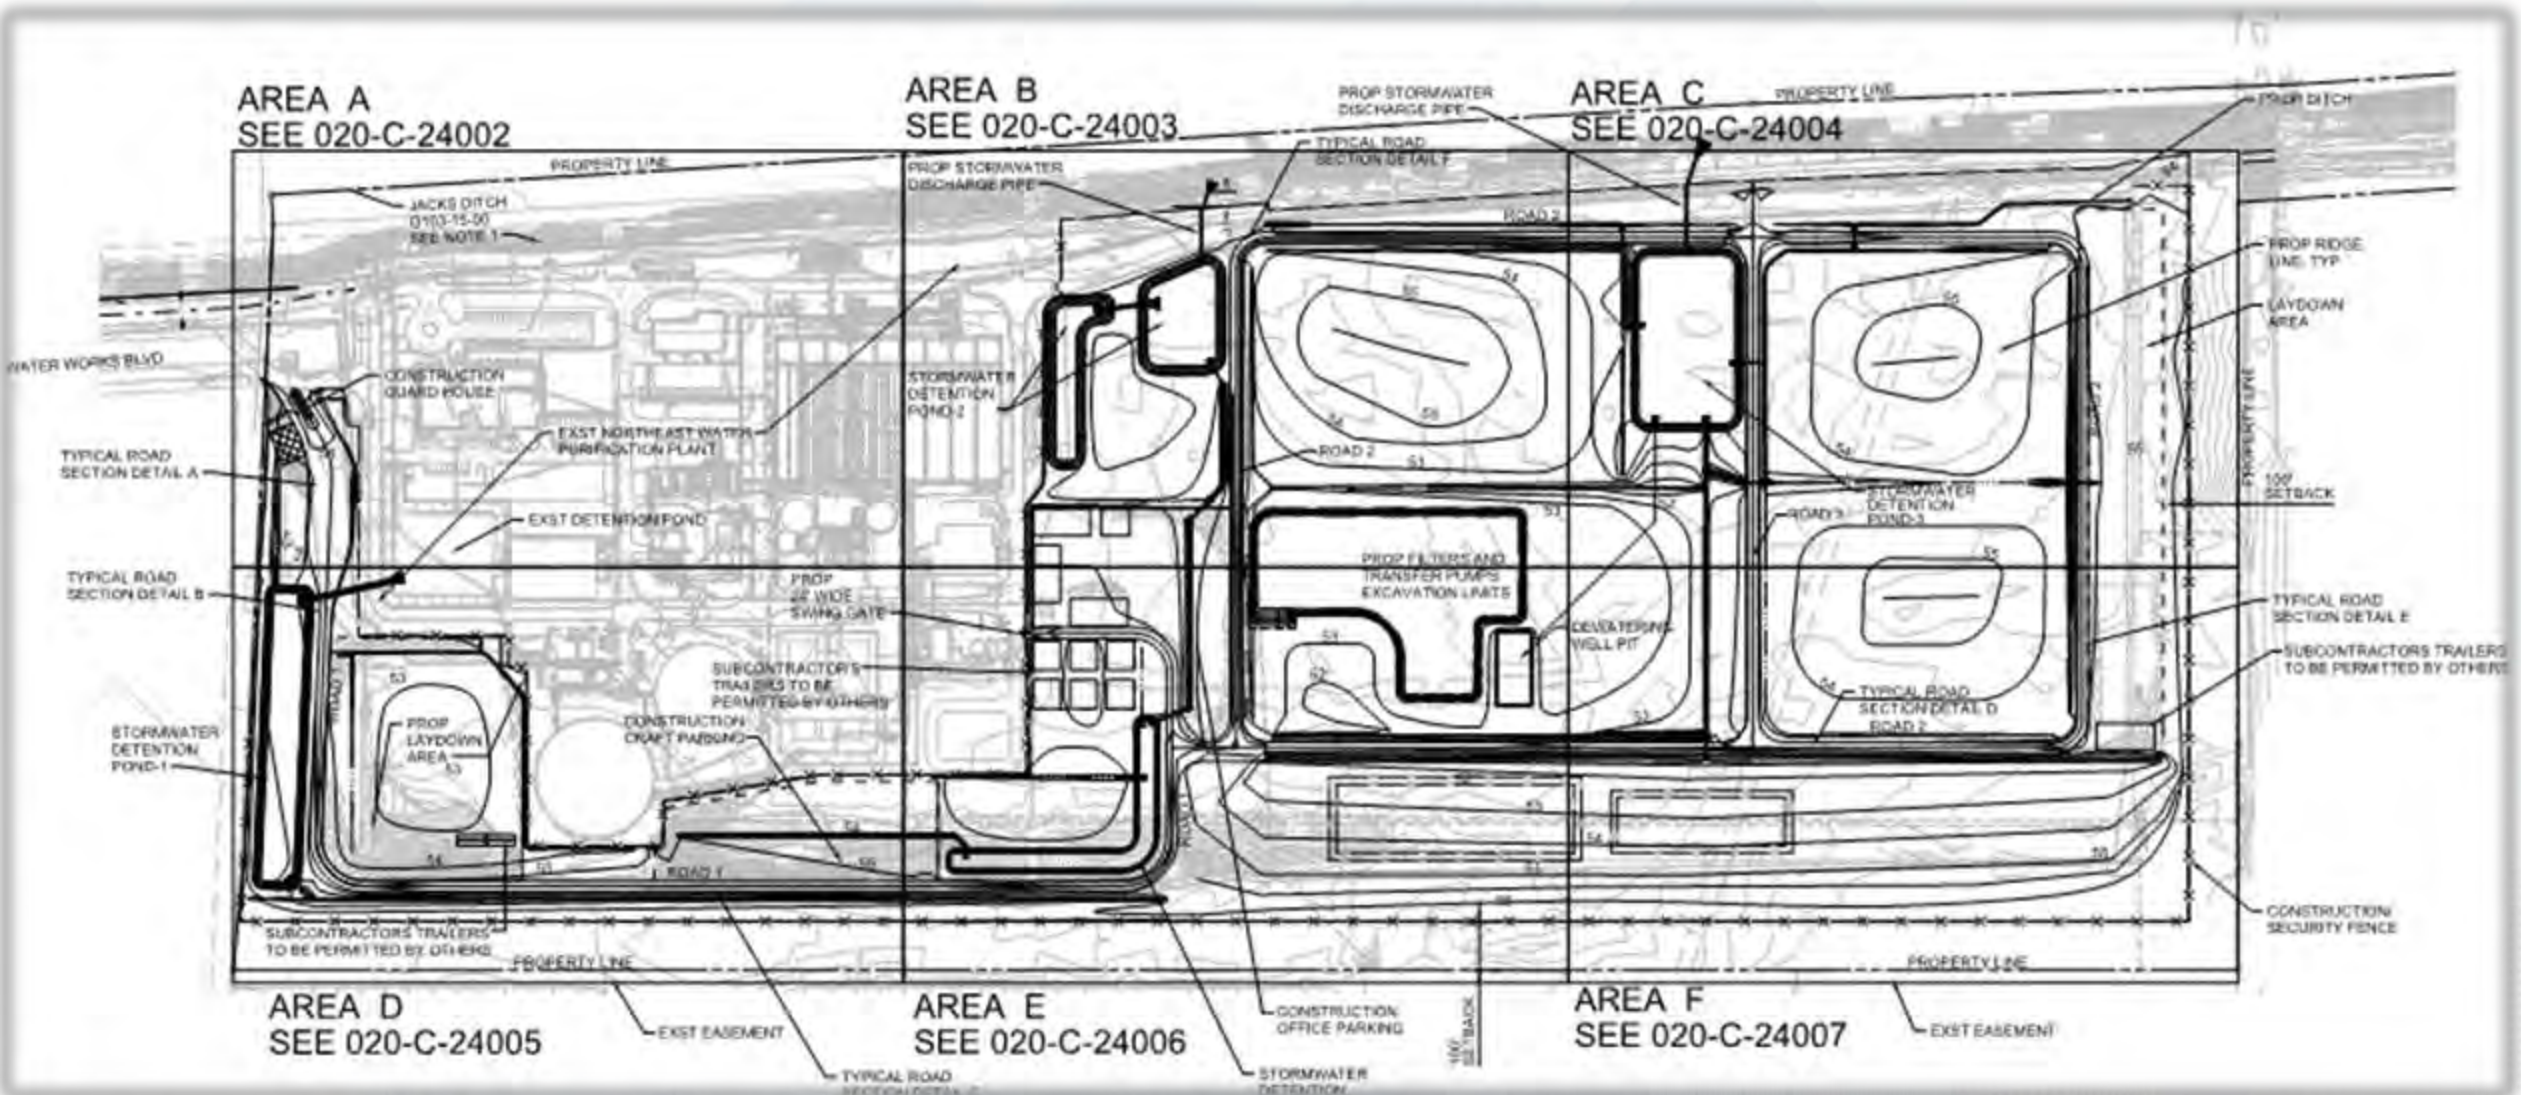 AREA A
SEE 020-C-24002
AREA B
SEE 020-C-24003
PROP STORMWATER
DISCHARGE PIPE
AREA C
SEE 020-C-24004
PROPERTY LINE
PROP DITCH
PROPERTY LINE
PROP STORMWATER
DISCHARGE PIPE
TYPICAL ROAD
SECTION DETAIL F
JACKS DITCH
SEE NOTE 1
ROAD 2
PROP RIDGE
LINE, TYP
LAYDOWN
AREA
WATER WORKS BLVD
CONSTRUCTION
GUARD HOUSE
STORMWATER
DETENTION
POND-2
PROPERTY LINE
EXST NORTHEAST WATER
PURIFICATION PLANT
TYPICAL ROAD
SECTION DETAIL A
ROAD 2
100'
SETBACK
STORMWATER
DETENTION
POND-3
ROAD 3
EXST DETENTION POND
PROP FILTERS AND
TRANSFER PUMPS
EXCAVATION LIMITS
TYPICAL ROAD
SECTION DETAIL B
PROP
WIDE
SWING GATE
DEWATERING
WELL PIT
TYPICAL ROAD
SECTION DETAIL E
SUBCONTRACTORS TRAILERS
TO BE PERMITTED BY OTHERS
SUBCONTRACTORS
TRAILERS TO BE
PERMITTED BY OTHERS
CONSTRUCTION
CRAFT PARKING
PROP
LAYDOWN
AREA
TYPICAL ROAD
SECTION DETAIL D
ROAD 2
STORMWATER
DETENTION
POND-1
ROAD 1
SUBCONTRACTORS TRAILERS
TO BE PERMITTED BY OTHERS
CONSTRUCTION
SECURITY FENCE
PROPERTY LINE
PROPERTY LINE
AREA D
SEE 020-C-24005
EXST EASEMENT
AREA E
SEE 020-C-24006
CONSTRUCTION
OFFICE PARKING
100'
SETBACK
AREA F
SEE 020-C-24007
EXST EASEMENT
TYPICAL ROAD
STORMWATER
DETENTION